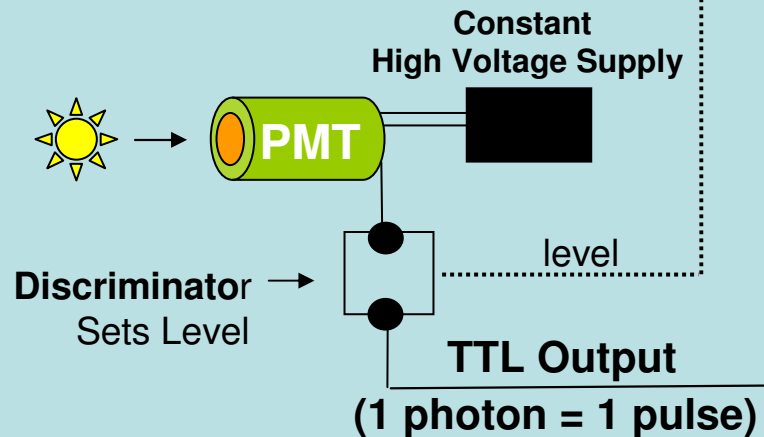 Constant
High Voltage Supply
PMT
level
Discriminator
Sets Level
TTL Output
(1 photon = 1 pulse)